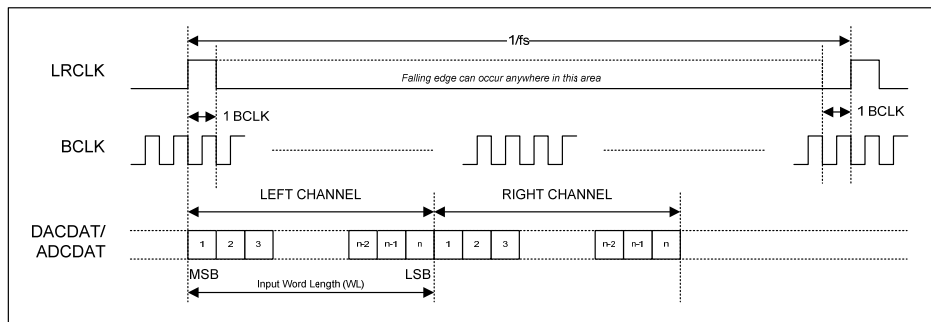 1/fs
LRCLK
Falling edge can occur anywhere in this area
1 BCLK
1 BCLK
BCLK
LEFT CHANNEL
RIGHT CHANNEL
DACDAT/
ADCDAT
1 2 3 n-2 n-1 n 1 2 3 n-2 n-1 n
MSB
LSB
Input Word Length (WL)